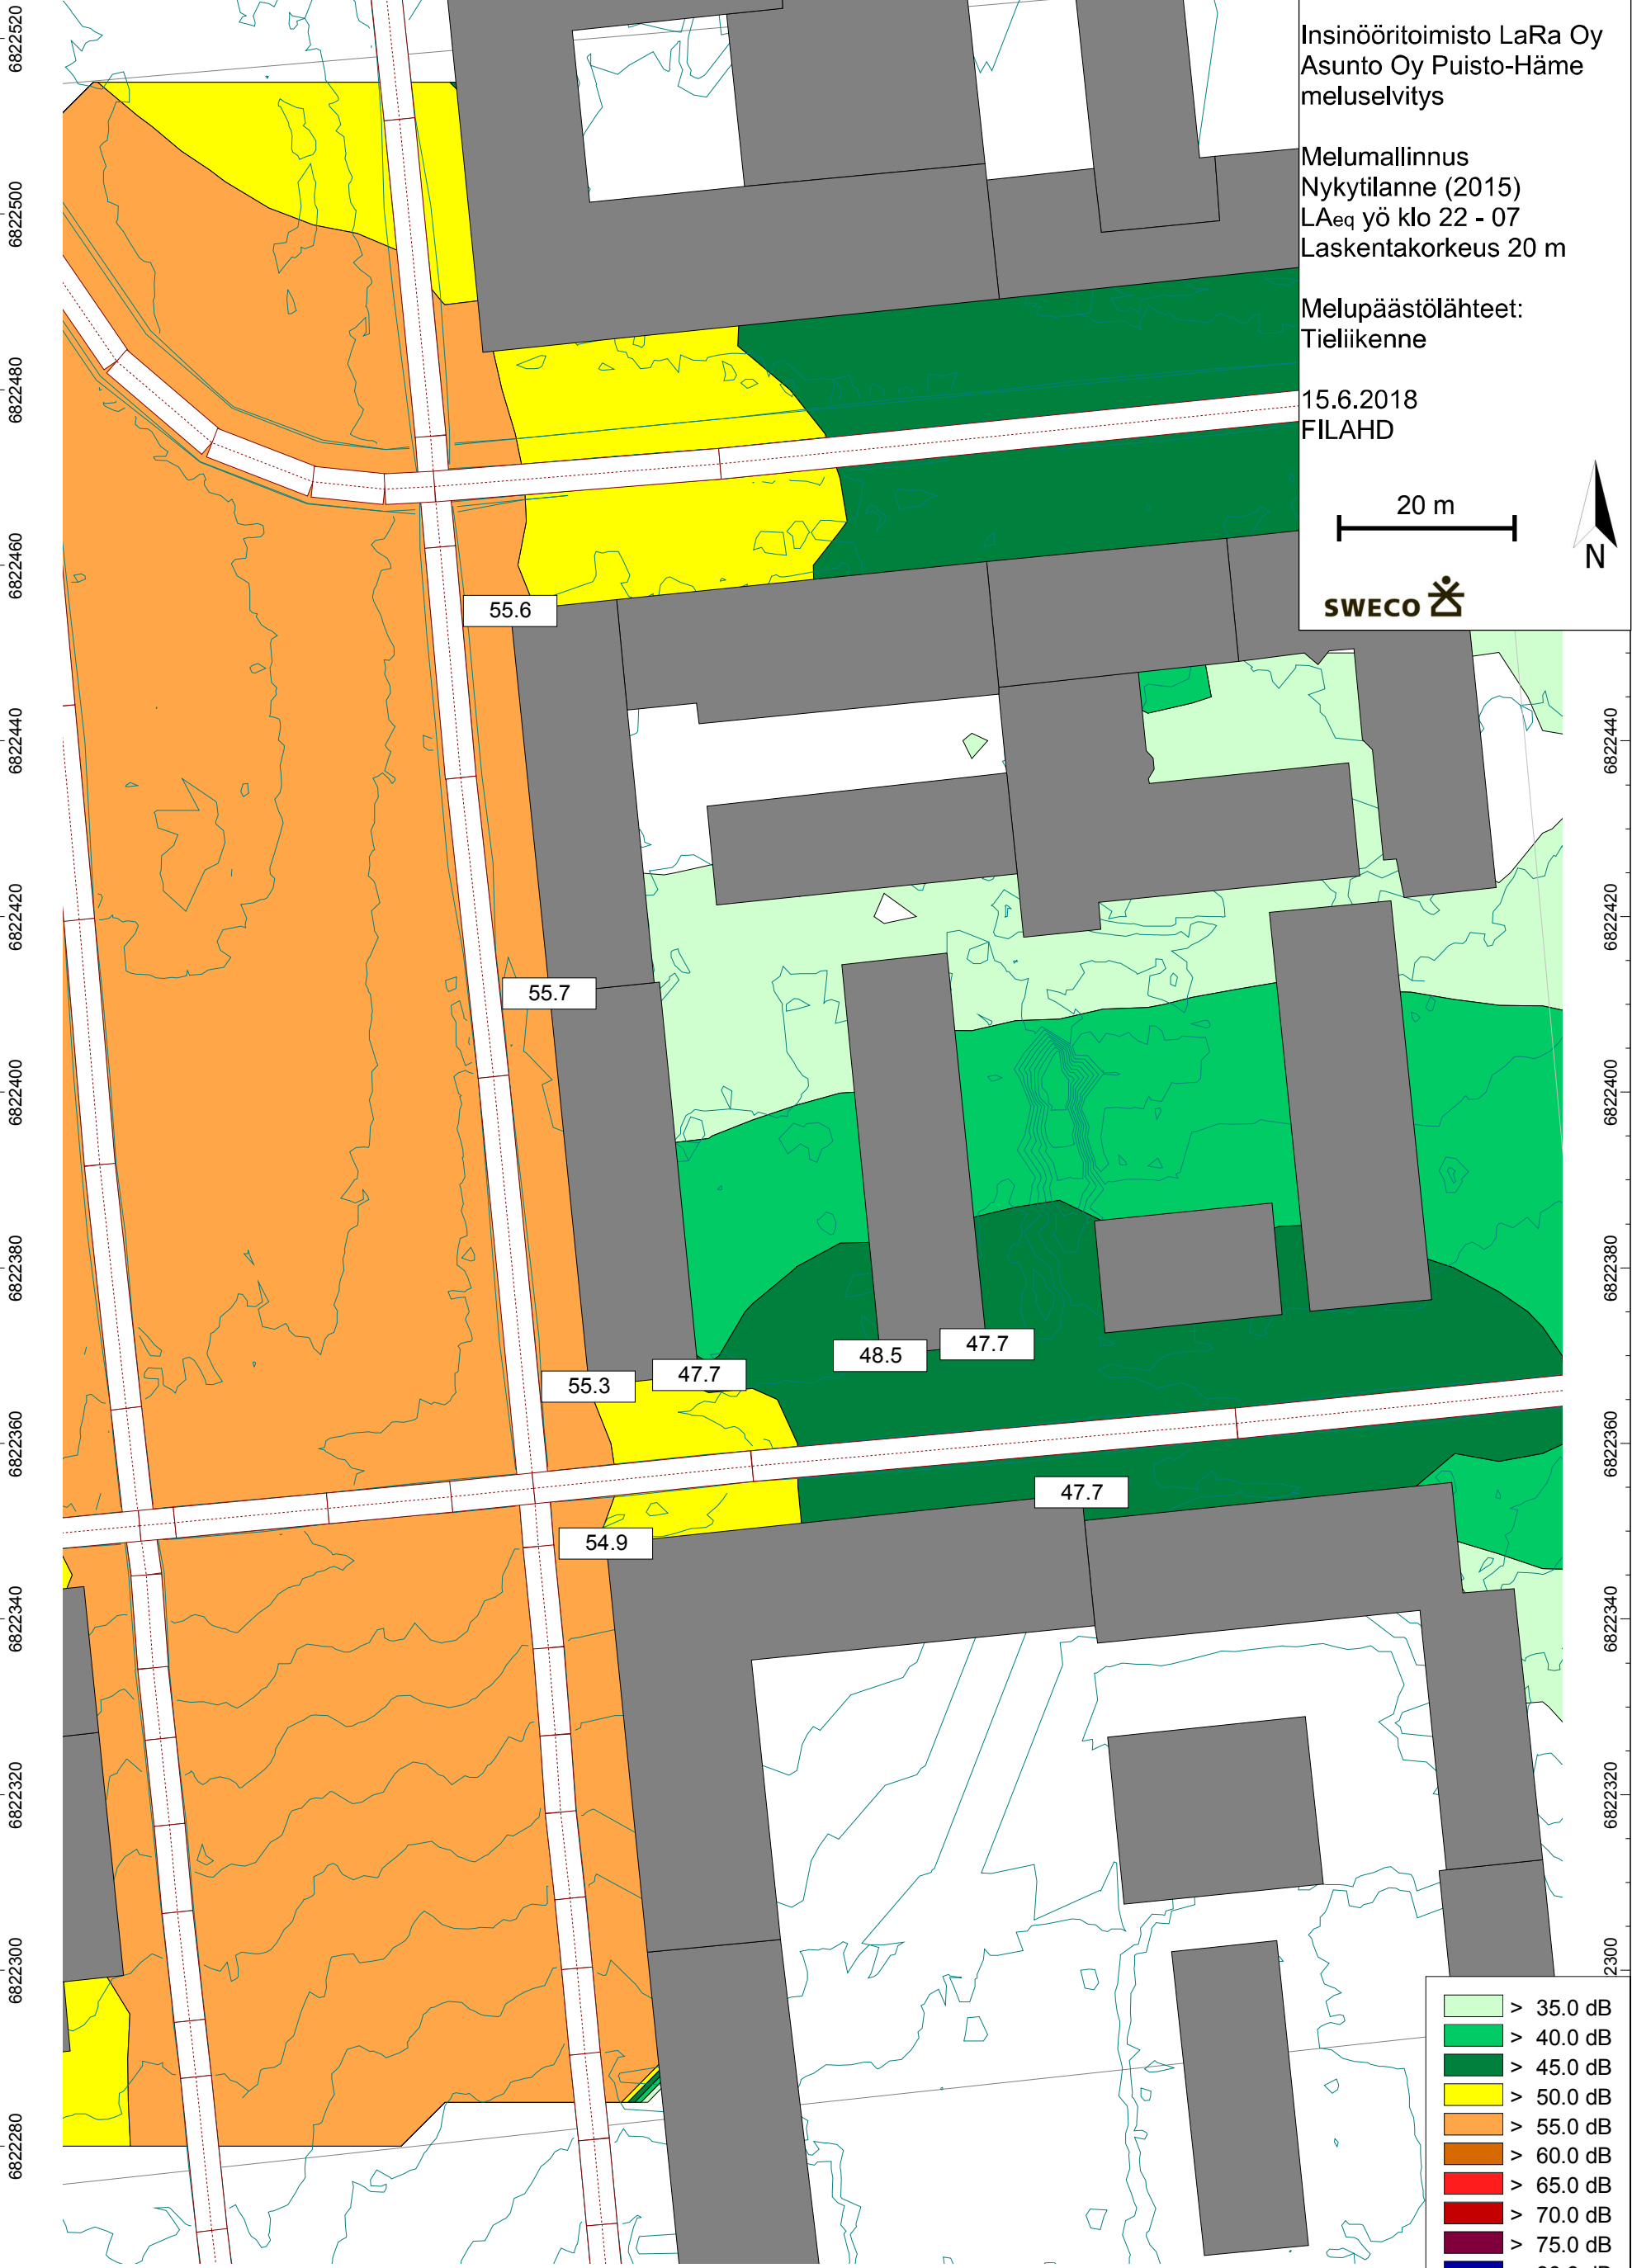 Insinööritoimisto LaRa Oy
Asunto Oy Puisto-Häme
meluselvitys
Melumallinnus
Nykytilanne (2015)
LAeq yö klo 22 - 07
Laskentakorkeus 20 m
Melupäästölähteet:
Tieliikenne
15.6.2018
FILAHD
20 m
N
SWECO
6822520
6822500
6822480
6822460
6822440
6822420
6822400
6822380
6822360
6822340
6822320
6822300
6822280
55.6
55.7
55.3
47.7
48.5
47.7
47.7
54.9
6822440
6822420
6822400
6822380
6822360
6822340
6822320
2300
> 35.0 dB
> 40.0 dB
> 45.0 dB
> 50.0 dB
> 55.0 dB
> 60.0 dB
> 65.0 dB
> 70.0 dB
> 75.0 dB